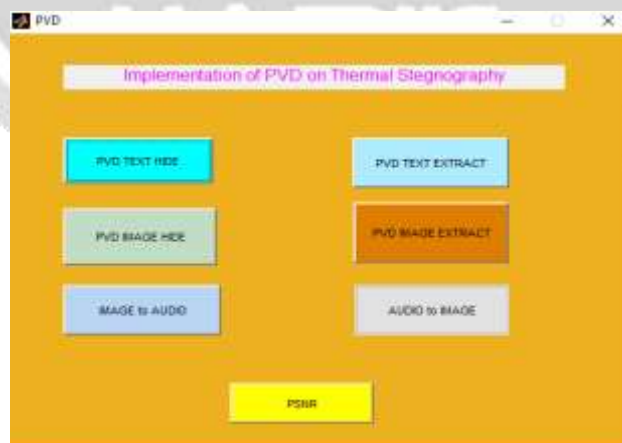 PVD
Implementation of PVD on Thermal Stegnography
PVD TEXT HIDE
PVD TEXT EXTRACT
PVD IMAGE HIDE
PVD IMAGE EXTRACT
IMAGE to AUDIO
AUDIO to IMAGE
PSNR